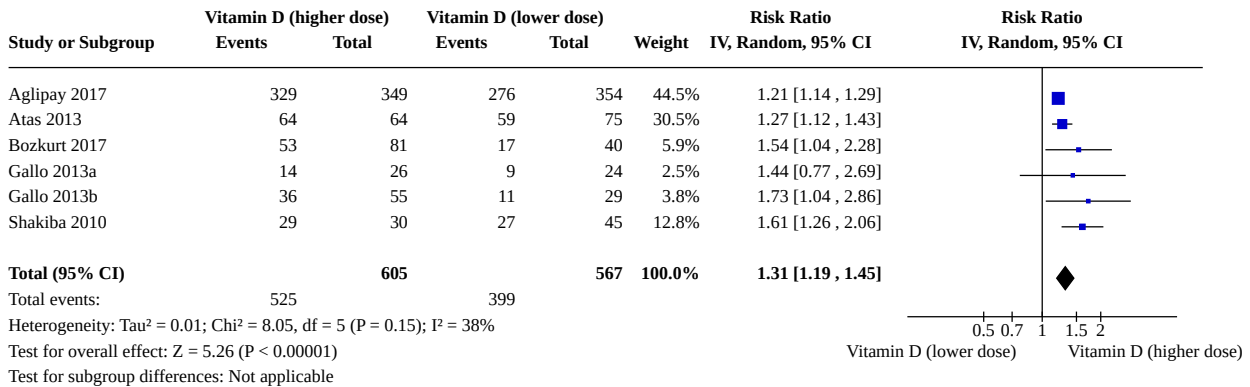 Vitamin D (higher dose) Vitamin D (lower dose) Risk Ratio Risk Ratio
Study or Subgroup Events Total Events Total Weight IV, Random, 95% CI IV, Random, 95% CI
Aglipay 2017 329 349 276 354 44.5% 1.21 [1.14 , 1.29]
Atas 2013 64 64 59 75 30.5% 1.27 [1.12 , 1.43]
Bozkurt 2017 53 81 17 40 5.9% 1.54 [1.04 , 2.28]
Gallo 2013a 14 26 9 24 2.5% 1.44 [0.77 , 2.69]
Gallo 2013b 36 55 11 29 3.8% 1.73 [1.04 , 2.86]
Shakiba 2010 29 30 27 45 12.8% 1.61 [1.26 , 2.06]
Total (95% CI) 605 567 100.0% 1.31 [1.19 , 1.45]
Total events: 525 399
Heterogeneity: Tau² = 0.01; Chi² = 8.05, df = 5 (P = 0.15); I² = 38%
0.5 0.7 1 1.5 2
Test for overall effect: Z = 5.26 (P < 0.00001)
Vitamin D (lower dose) Vitamin D (higher dose)
Test for subgroup differences: Not applicable